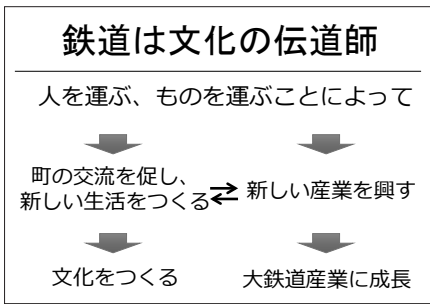 鉄道は文化の伝道師
人を運ぶ、ものを運ぶことによって
町の交流を促し、
新しい生活をつくる
新しい産業を興す
文化をつくる
大鉄道産業に成長